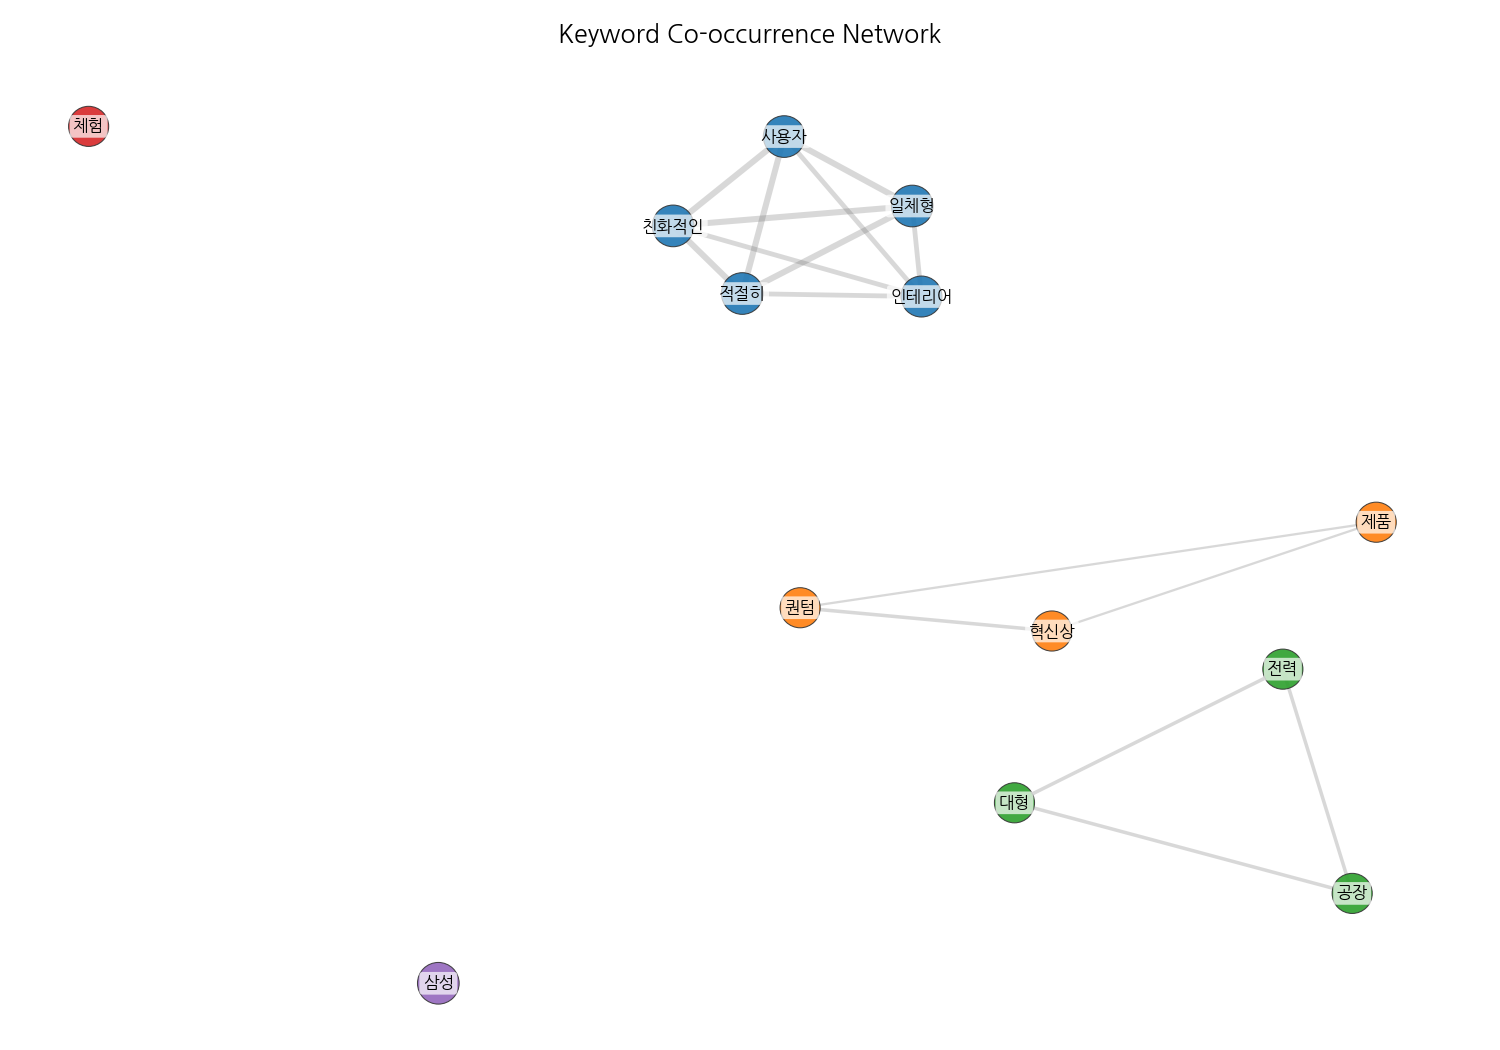 Keyword Co-occurrence Network
체험
사용자
일체형
친화적인
적절히
인테리어
제품
퀀텀
혁신상
전력
대형
공장
삼성